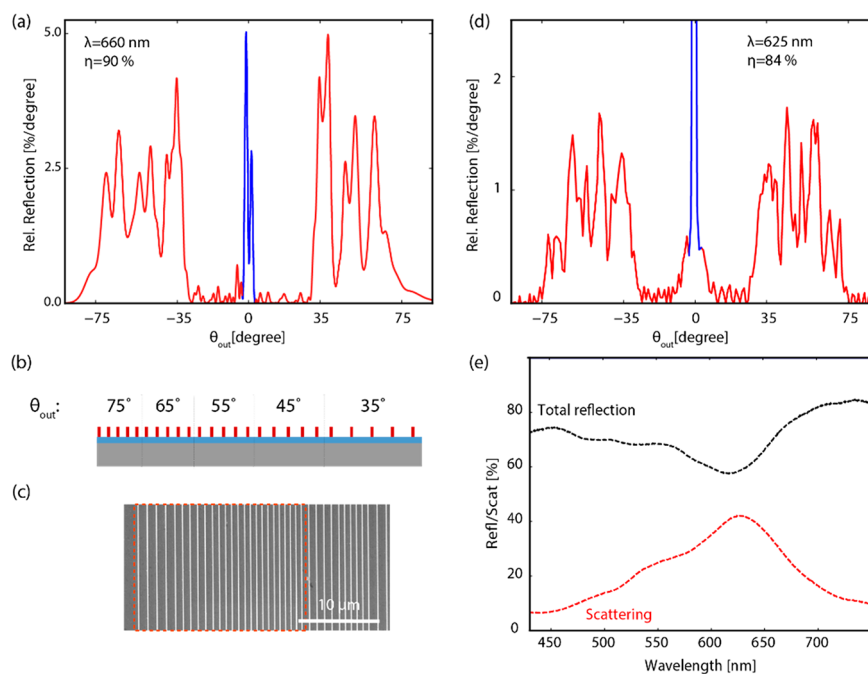 (a)
5.0
2.5
0.0
Rel. Reflection [%/degree]
λ=660 nm
η=90 %
−75
−35
0
35
75
θout[degree]
(b)
θout:
75°
65°
55°
45°
35°
(c)
10 µm
(d)
2
1
0
Rel. Reflection [%/degree]
λ=625 nm
η=84 %
−75
−35
0
35
75
θout[degree]
(e)
80
60
40
20
0
Refl/Scat [%]
Total reflection
Scattering
450
500
550
600
650
700
Wavelength [nm]